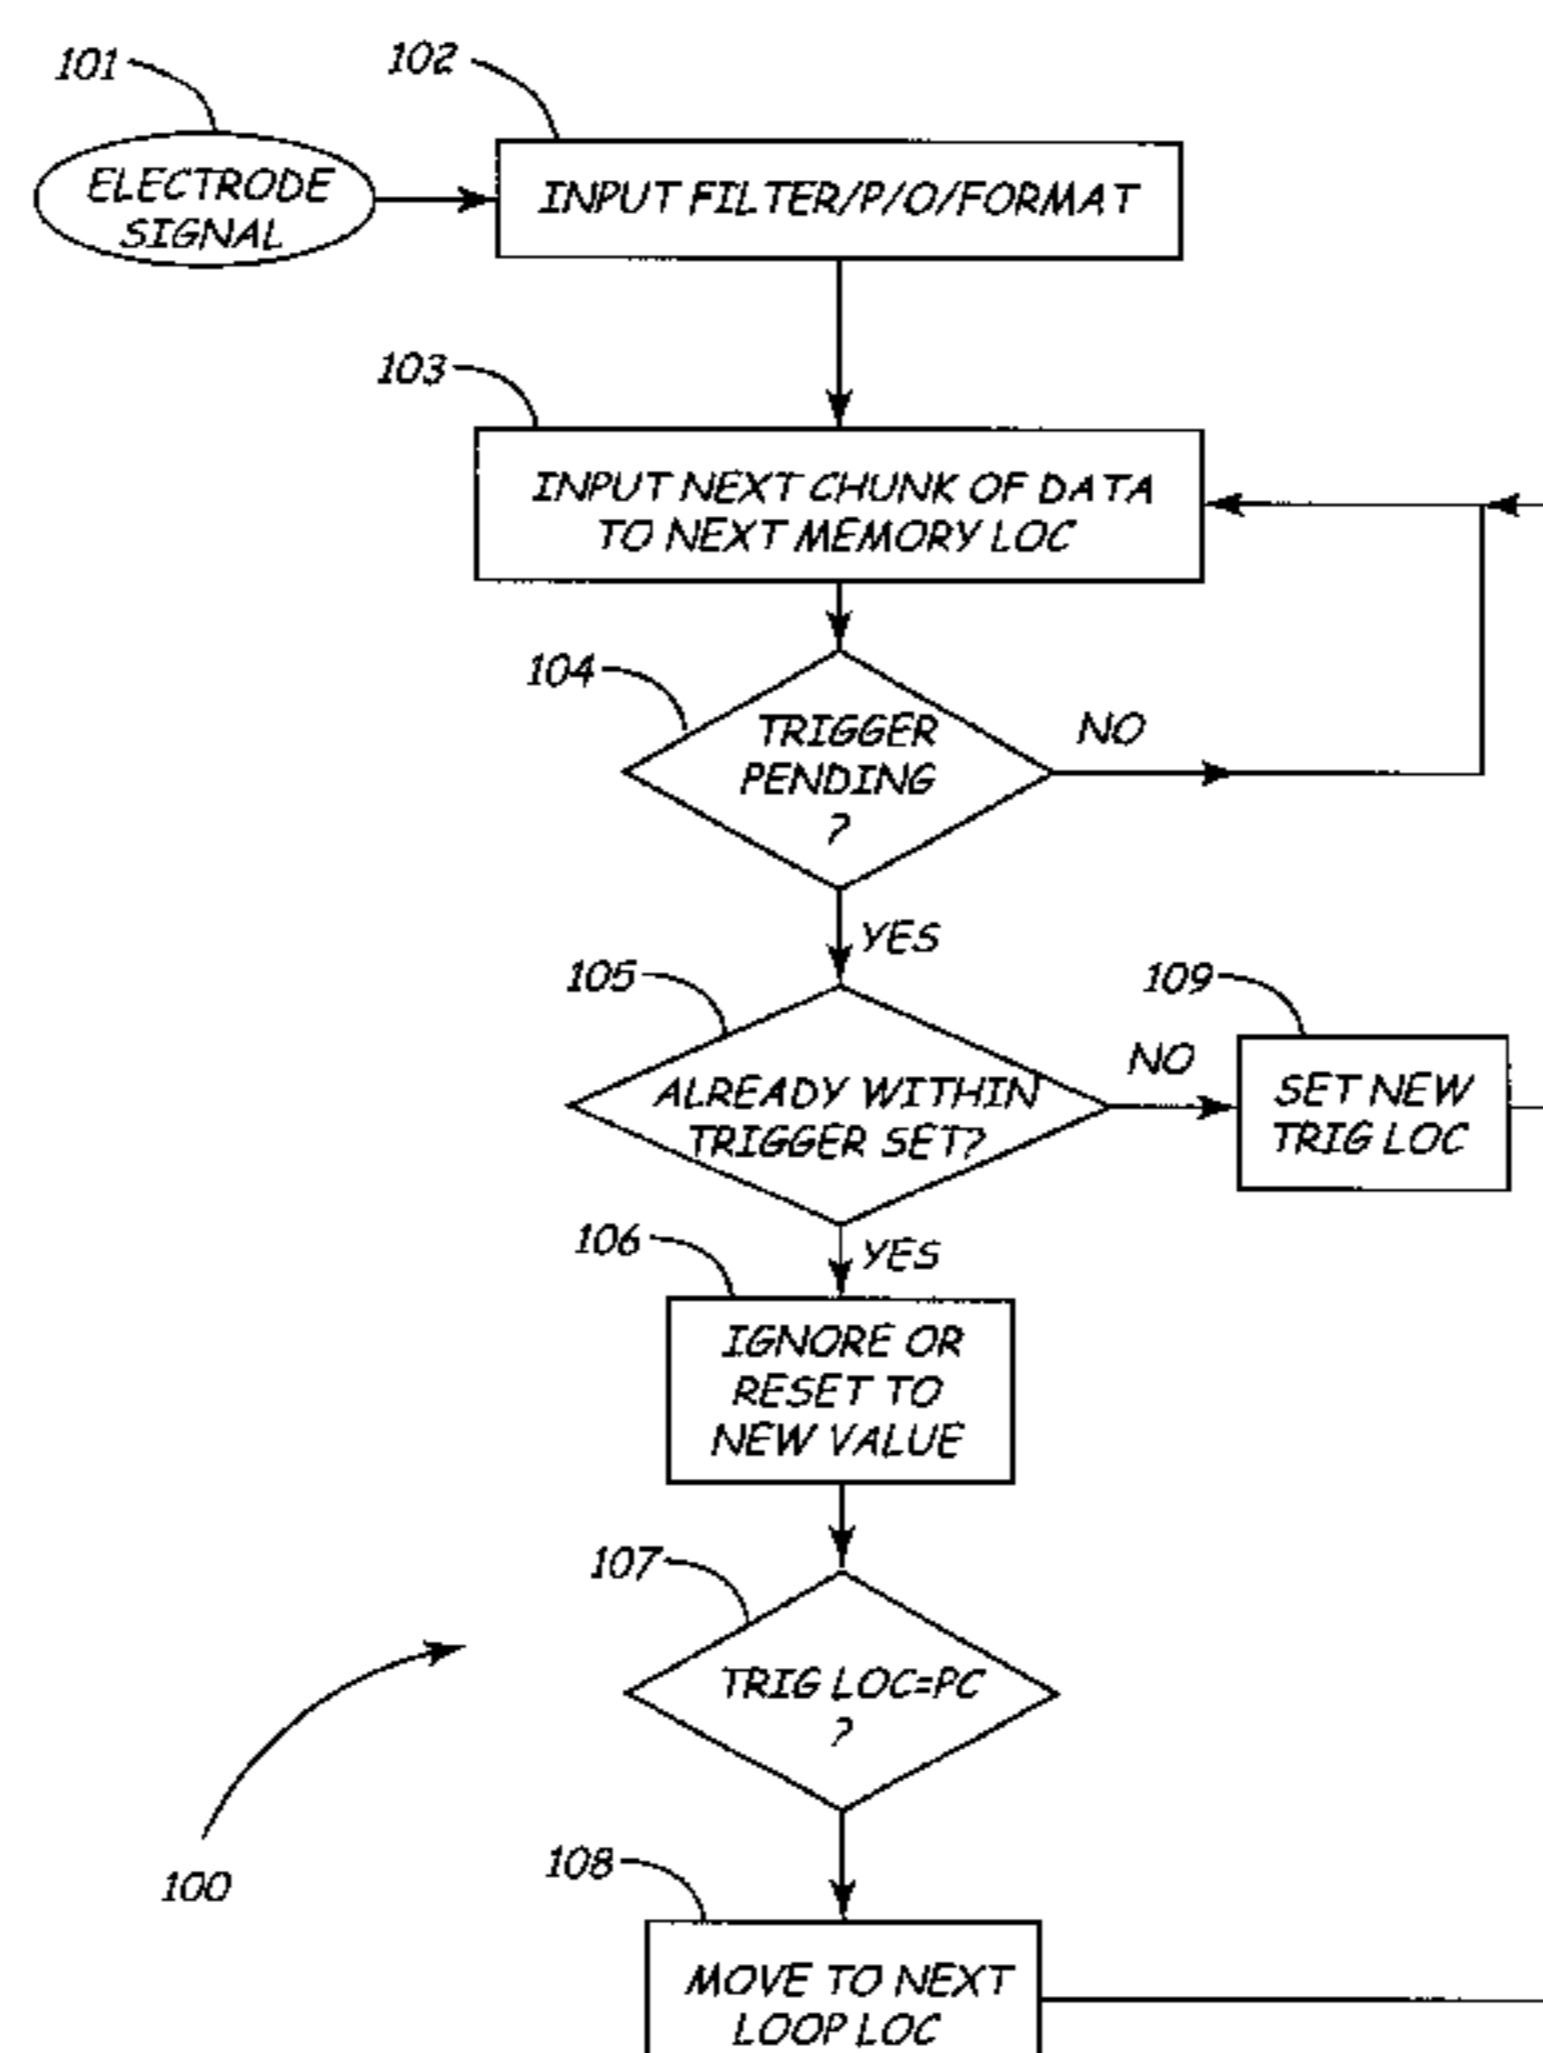 101
102
ELECTRODE
SIGNAL
INPUT FILTER/P/O/FORMAT
103
INPUT NEXT CHUNK OF DATA
TO NEXT MEMORY LOC
104
TRIGGER
PENDING
?
NO
YES
105
109
ALREADY WITHIN
TRIGGER SET?
NO
SET NEW
TRIG LOC
106
YES
IGNORE OR
RESET TO
NEW VALUE
107
TRIG LOC=PC
?
100
108
MOVE TO NEXT
LOOP LOC